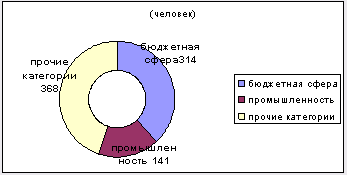 (человек)
бюджетная
сфера314
прочие
категории
368
промышлен
ность 141
бюджетная сфера
промышленность
прочие категории